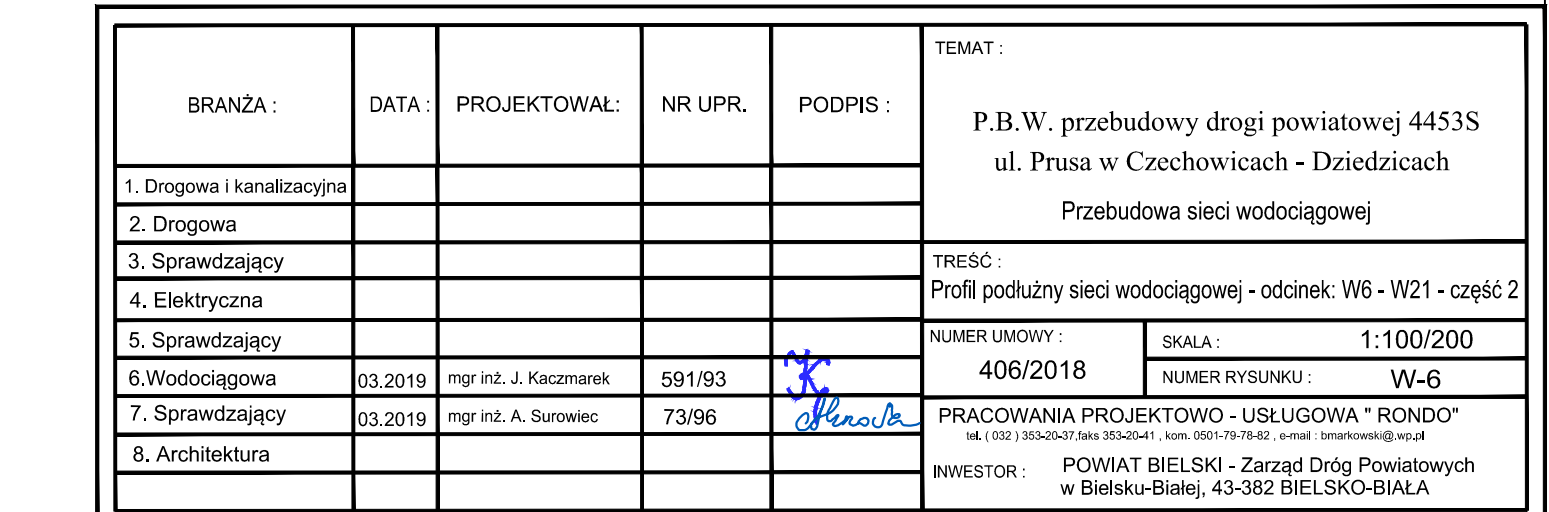 BRANŻA :
DATA :
PROJEKTOWAŁ:
NR UPR.
PODPIS :
1. Drogowa i kanalizacyjna
2. Drogowa
3. Sprawdzający
4. Elektryczna
5. Sprawdzający
6.Wodociągowa 03.2019 mgr inż. J. Kaczmarek 591/93
7. Sprawdzający 03.2019 mgr inż. A. Surowiec 73/96
8. Architektura
TEMAT :
P.B.W. przebudowy drogi powiatowej 4453S
ul. Prusa w Czechowicach - Dziedzicach
Przebudowa sieci wodociągowej
TREŚĆ :
Profil podłużny sieci wodociągowej - odcinek: W6 - W21 - część 2
NUMER UMOWY :
406/2018
SKALA : 1:100/200
NUMER RYSUNKU : W-6
PRACOWANIA PROJEKTOWO - USŁUGOWA " RONDO"
tel. ( 032 ) 353-20-37,faks 353-20-41 , kom. 0501-79-78-82 , e-mail : bmarkowski@.wp.pl
INWESTOR : POWIAT BIELSKI - Zarząd Dróg Powiatowych
w Bielsku-Białej, 43-382 BIELSKO-BIAŁA